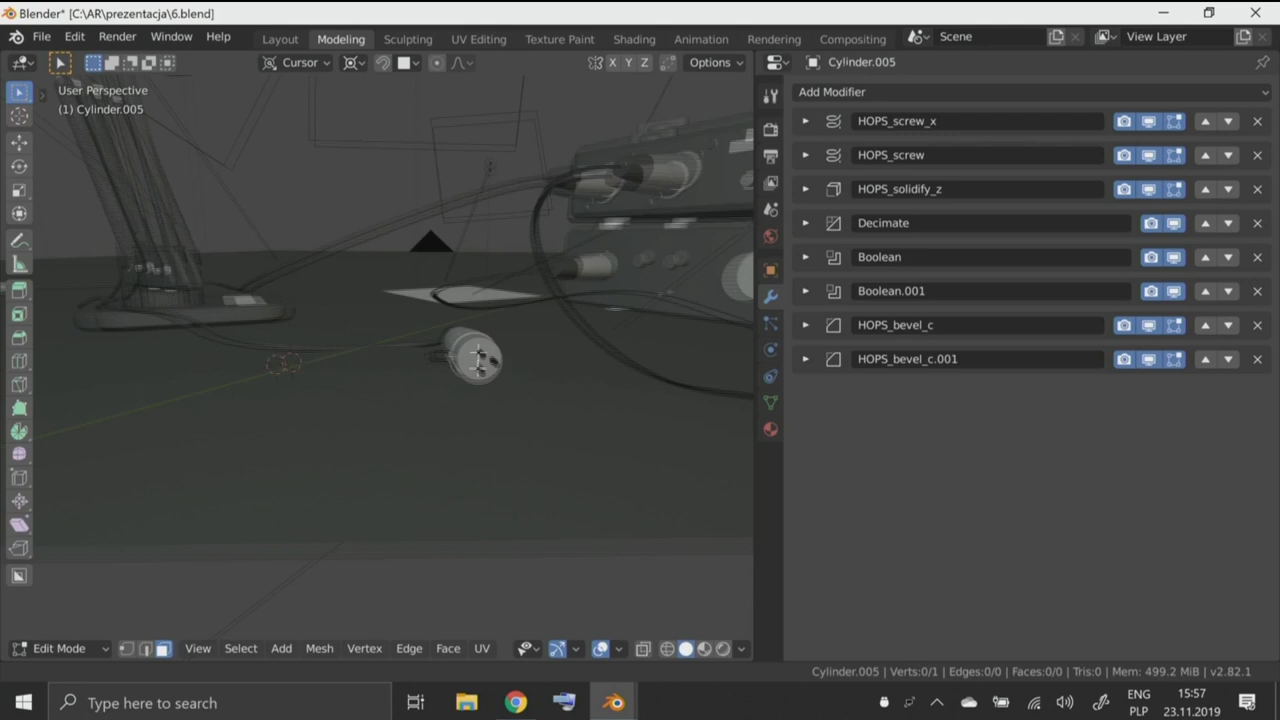 Blender* [C:\AR\prezentacja\6.blend]
File Edit Render Window Help
Layout Modeling Sculpting UV Editing Texture Paint Shading Animation Rendering Compositing
Scene
View Layer
Cursor
X Y Z
Options
Cylinder.005
User Perspective
(1) Cylinder.005
Add Modifier
HOPS_screw_x
HOPS_screw
HOPS_solidify_z
Decimate
Boolean
Boolean.001
HOPS_bevel_c
HOPS_bevel_c.001
Edit Mode View Select Add Mesh Vertex Edge Face UV
Cylinder.005 | Verts:0/1 | Edges:0/0 | Faces:0/0 | Tris:0 | Mem: 499.2 MiB | v2.82.1
Type here to search
ENG
PLP
15:57
23.11.2019